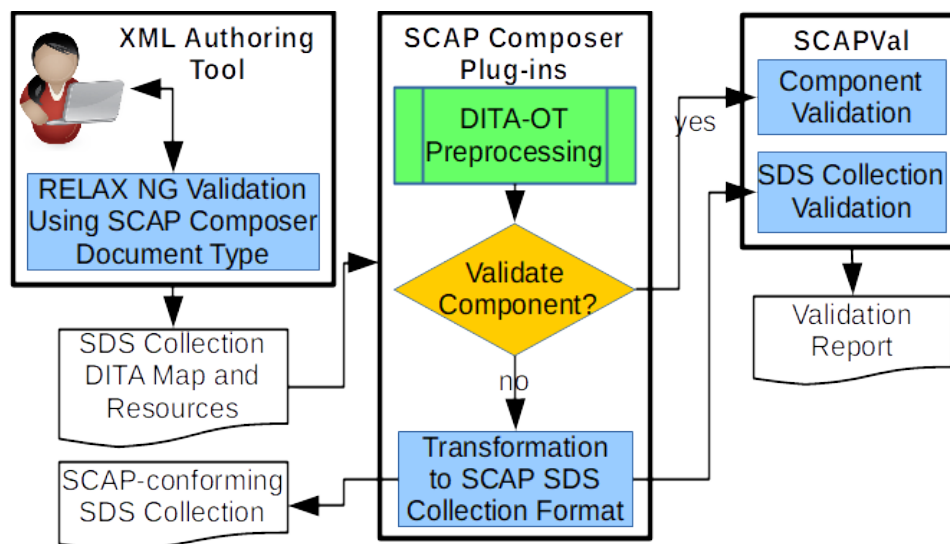 XML Authoring
Tool
RELAX NG Validation
Using SCAP Composer
Document Type
SDS Collection
DITA Map and
Resources
SCAP-conforming
SDS Collection
SCAP Composer
Plug-ins
DITA-OT
Preprocessing
Validate
Component?
yes
no
Transformation
to SCAP SDS
Collection Format
SCAPVal
Component
Validation
SDS Collection
Validation
Validation
Report